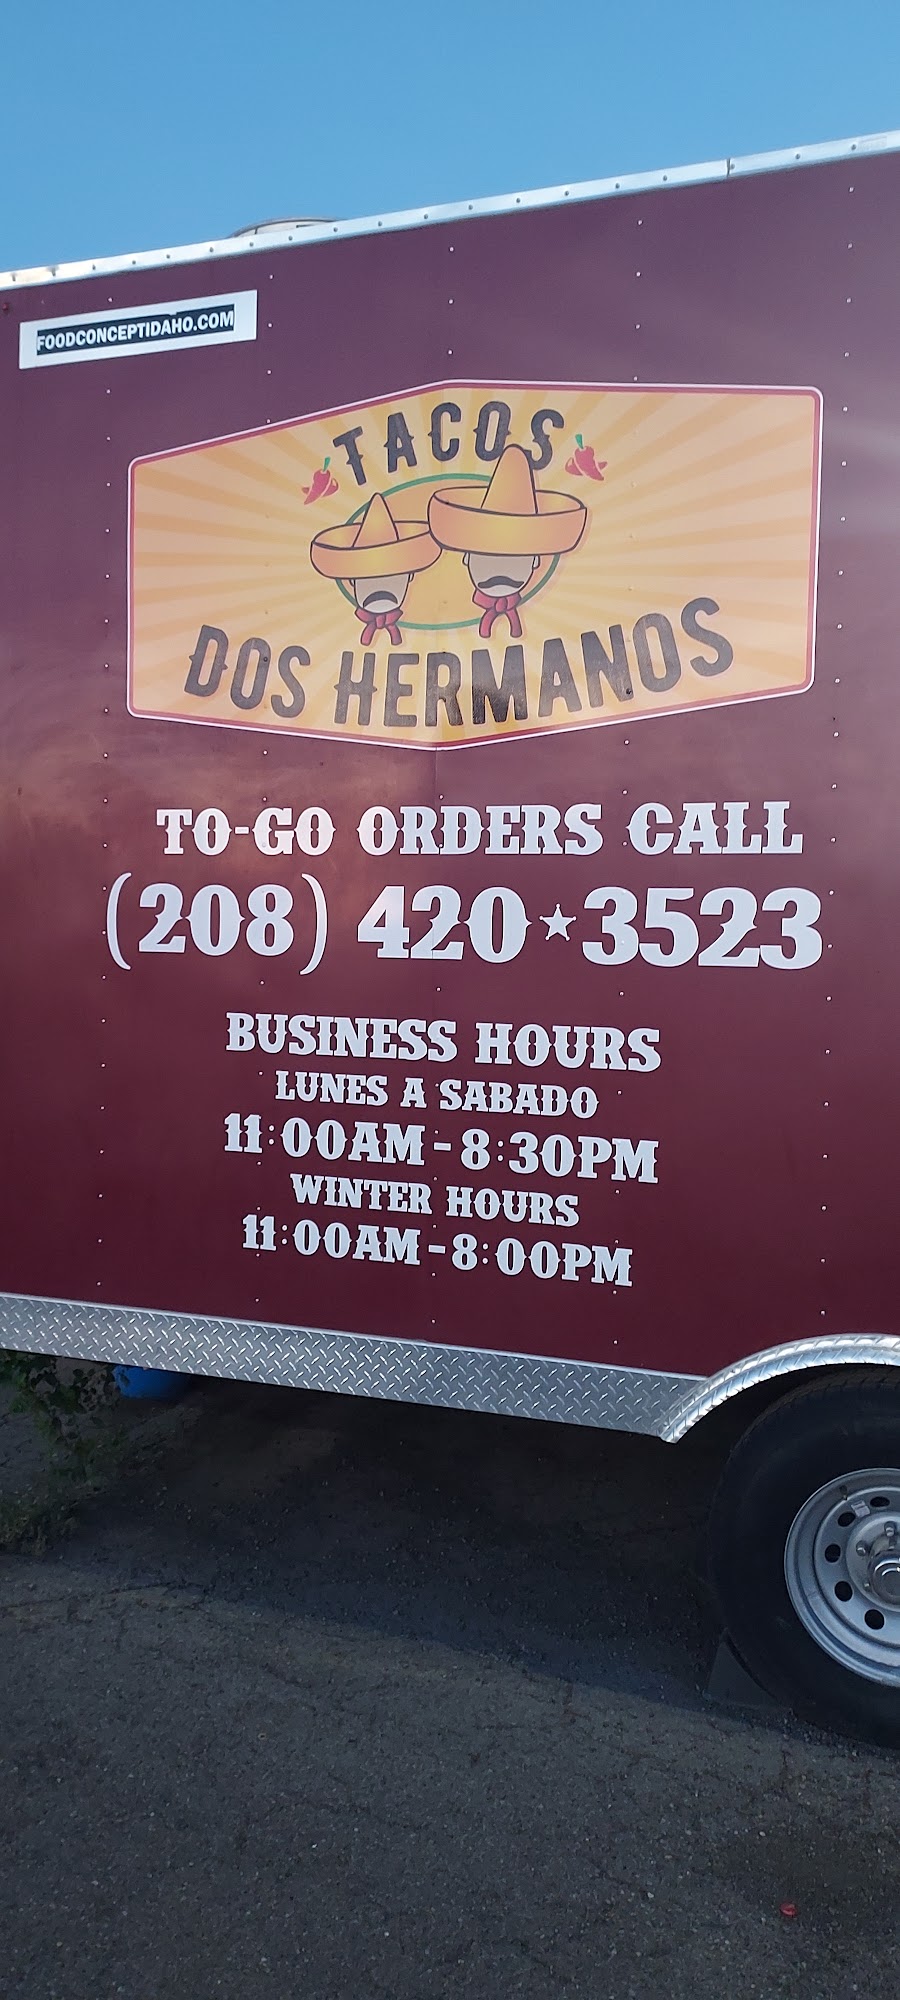 FOODCONCEPTIDAHO.COM
TACOS
DOS HERMANOS
TO-GO ORDERS CALL
(208) 420★3523
BUSINESS HOURS
LUNES A SABADO
11:00AM-8:30PM
WINTER HOURS
11:00AM-8:00PM